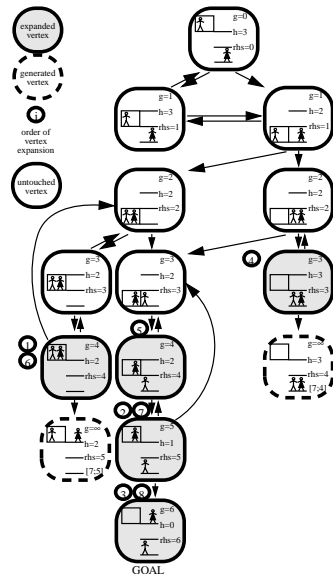 expanded
vertex
generated
vertex
i
order of
vertex
expansion
untouched
vertex
g=0
h=3
rhs=0
g=1
h=3
rhs=1
g=1
h=2
rhs=1
g=2
h=2
rhs=2
g=2
h=2
rhs=2
g=3
h=2
rhs=3
g=3
h=2
rhs=3
4
g=3
h=3
rhs=3
1
6
g=4
h=2
rhs=4
5
g=4
h=2
rhs=4
g=∞
h=3
rhs=4
[7;4]
g=∞
h=2
rhs=5
[7;5]
2 7
g=5
h=1
rhs=5
3 8
g=6
h=0
rhs=6
GOAL